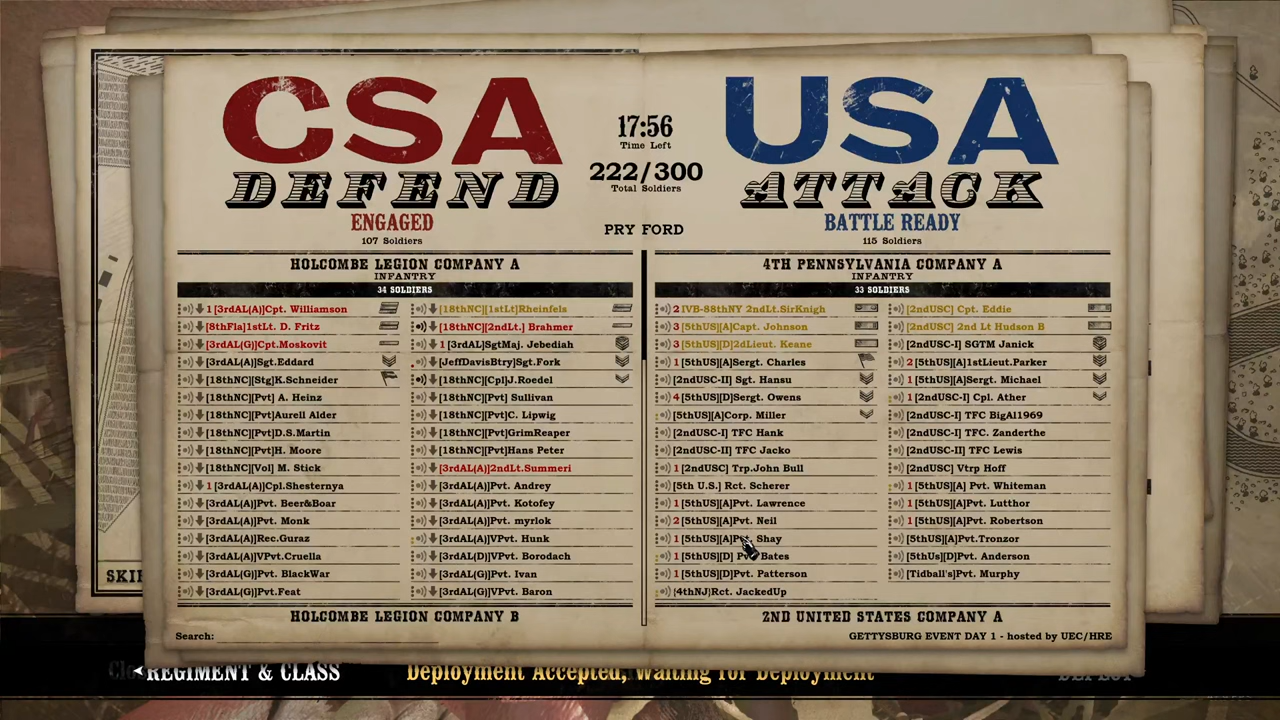 CSA
DEFEND
ENGAGED
107 Soldiers
17:56
Time Left
222/300
Total Soldiers
PRY FORD
USA
ATTACK
BATTLE READY
115 Soldiers
HOLCOMBE LEGION COMPANY A
INFANTRY
34 SOLDIERS
1 [3rdAL(A)]Cpt. Williamson
[18thNC][1stLt]Rheinfels
[8thFla]1stLt. D. Fritz
[18thNC][2ndLt.] Brahmer
[3rdAL(G)]Cpt.Moskovit
1 [3rdAL]SgtMaj. Jebediah
[3rdAL(A)]Sgt.Eddard
[JeffDavisBtry]Sgt.Fork
[18thNC][Stg]K.Schneider
[18thNC][Cpl]J.Roedel
[18thNC][Pvt] A. Heinz
[18thNC][Pvt] Sullivan
[18thNC][Pvt]Aurell Alder
[18thNC][Pvt]C. Lipwig
[18thNC][Pvt]D.S.Martin
[18thNC][Pvt]GrimReaper
[18thNC][Pvt]H. Moore
[18thNC][Pvt]Hans Peter
[18thNC][Vol] M. Stick
[3rdAL(A)]2ndLt.Summeri
1 [3rdAL(A)]Cpl.Shesternya
[3rdAL(A)]Pvt. Andrey
[3rdAL(A)]Pvt. Beer&Boar
[3rdAL(A)]Pvt. Kotofey
[3rdAL(A)]Pvt. Monk
[3rdAL(A)]Pvt. myrlok
[3rdAL(A)]Rec.Guraz
[3rdAL(A)]VPvt. Hunk
[3rdAL(A)]VPvt.Cruella
[3rdAL(D)]VPvt. Borodach
[3rdAL(G)]Pvt. BlackWar
[3rdAL(G)]Pvt. Ivan
[3rdAL(G)]Pvt.Feat
[3rdAL(G)]VPvt. Baron
HOLCOMBE LEGION COMPANY B
4TH PENNSYLVANIA COMPANY A
INFANTRY
33 SOLDIERS
2 IVB-88thNY 2ndLt.SirKnigh
[2ndUSC] Cpt. Eddie
3 [5thUS][A]Capt. Johnson
[2ndUSC] 2nd Lt Hudson B
3 [5thUS][D]2dLieut. Keane
[2ndUSC-I] SGTM Janick
1 [5thUS][A]Sergt. Charles
2 [5thUS][A]1stLieut.Parker
[2ndUSC-II] Sgt. Hansu
1 [5thUS][A]Sergt. Michael
4 [5thUS][D]Sergt. Owens
1 [2ndUSC-I] Cpl. Ather
[5thUS][A]Corp. Miller
[2ndUSC-I] TFC BigAl1969
[2ndUSC-I] TFC Hank
[2ndUSC-I] TFC. Zanderthe
[2ndUSC-II] TFC Jacko
[2ndUSC-II] TFC Lewis
1 [2ndUSC] Trp.John Bull
[2ndUSC] Vtrp Hoff
[5th U.S.] Rct. Scherer
1 [5thUS][A] Pvt. Whiteman
1 [5thUS][A]Pvt. Lawrence
1 [5thUS][A]Pvt. Lutthor
2 [5thUS][A]Pvt. Neil
1 [5thUS][A]Pvt. Robertson
1 [5thUS][A]Pvt. Shay
[5thUS][A]Pvt.Tronzor
1 [5thUS][D] Pvt. Bates
[5thUs][D]Pvt. Anderson
1 [5thUS][D]Pvt. Patterson
[Tidball's]Pvt. Murphy
{4thNJ}Rct. JackedUp
2ND UNITED STATES COMPANY A
Search:
GETTYSBURG EVENT DAY 1 - hosted by UEC/HRE
REGIMENT & CLASS
Deployment Accepted, Waiting for Deployment